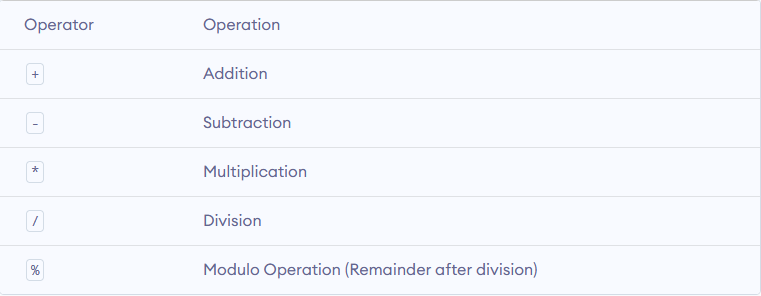 Operator Operation
+ Addition
- Subtraction
* Multiplication
/ Division
% Modulo Operation (Remainder after division)